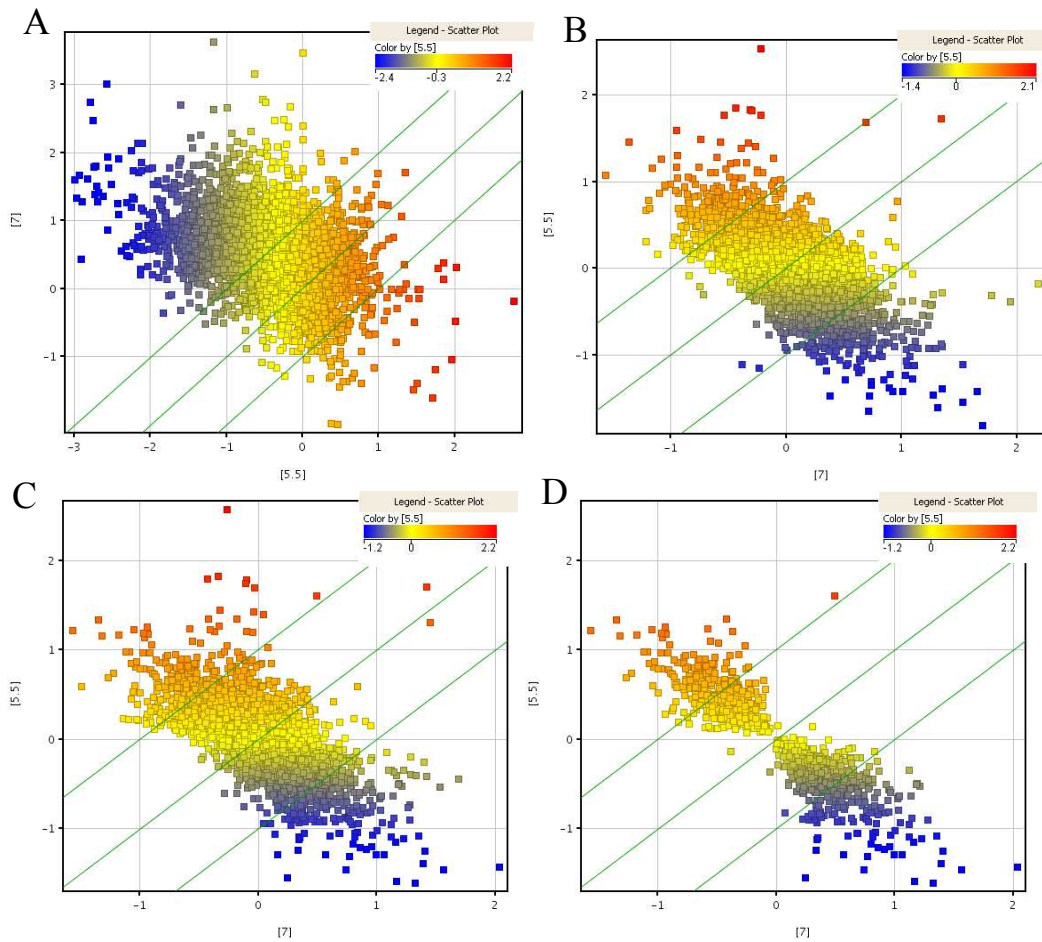 A
Legend - Scatter Plot
Color by [5.5]
-2.4 -0.3 2.2
3
2
1
0
-1
[7]
-3 -2 -1 0 1 2
[5.5]
B
Legend - Scatter Plot
Color by [5.5]
-1.4 0 2.1
2
1
0
-1
[5.5]
-1 0 1 2
[7]
C
Legend - Scatter Plot
Color by [5.5]
-1.2 0 2.2
2
1
0
-1
[5.5]
-1 0 1 2
[7]
D
Legend - Scatter Plot
Color by [5.5]
-1.2 0 2.2
2
1
0
-1
[5.5]
-1 0 1 2
[7]